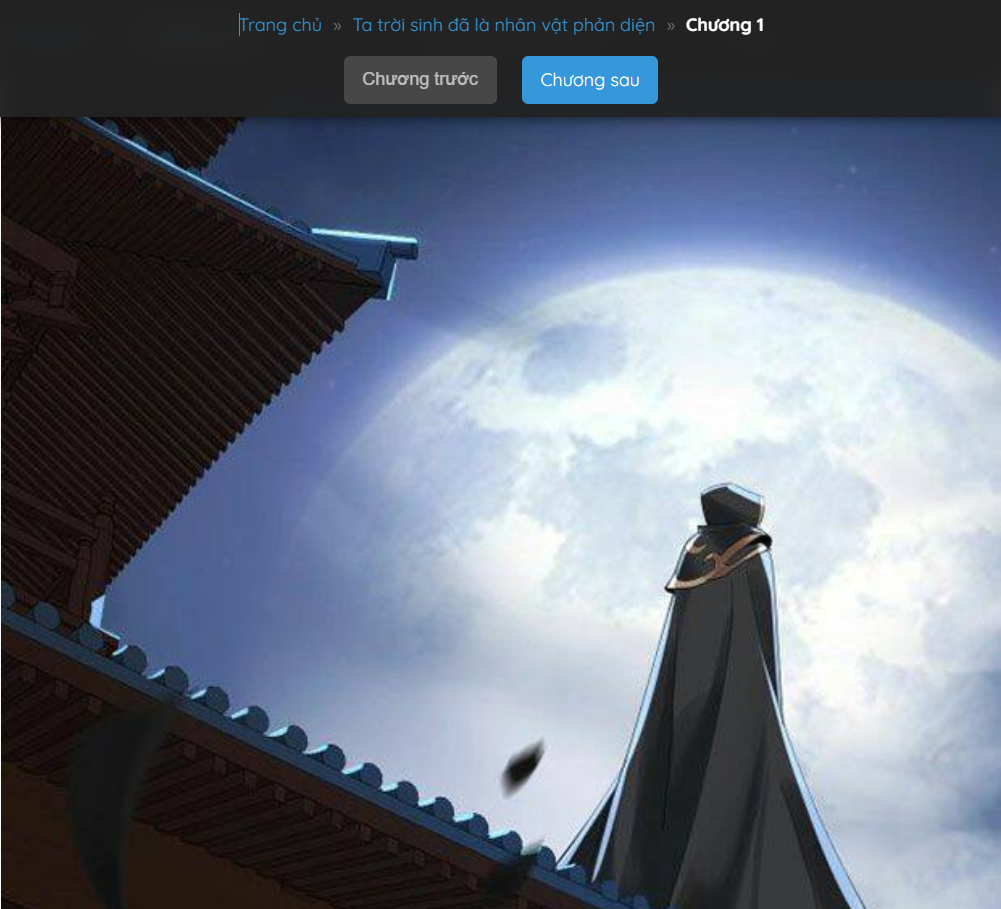 Trang chủ » Ta trời sinh đã là nhân vật phản diện » Chương 1
Chương trước Chương sau